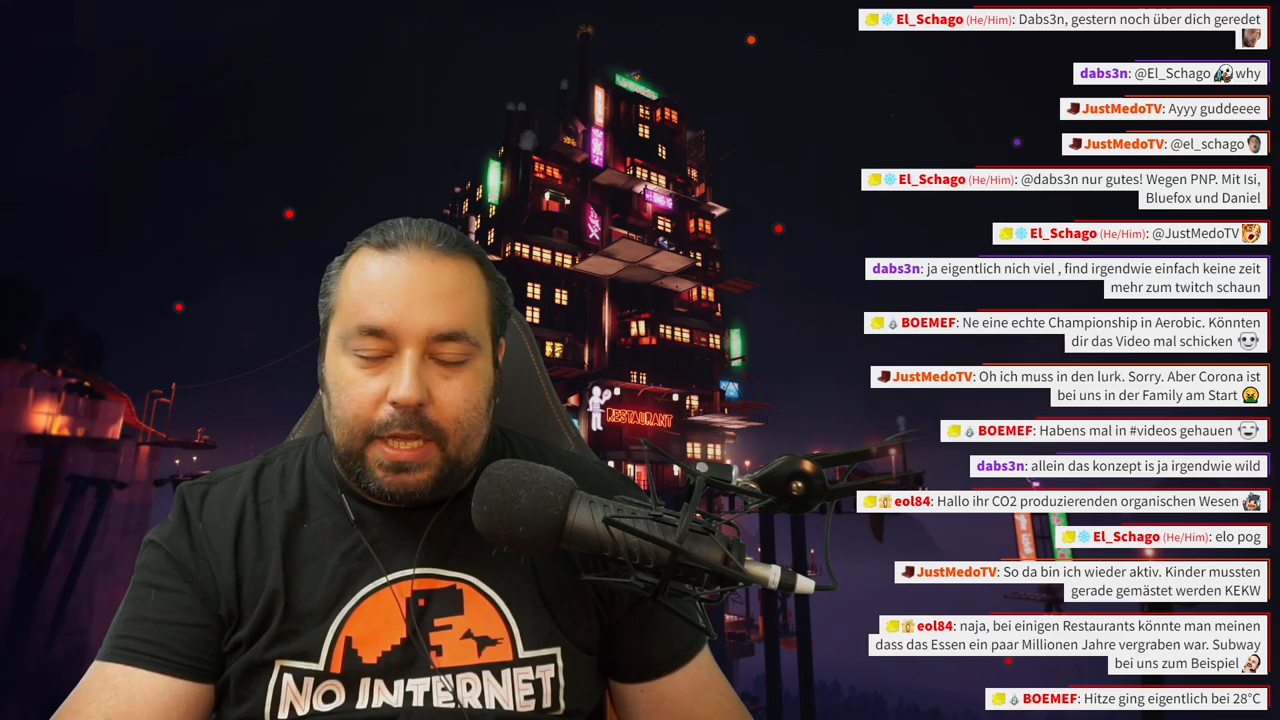 El_Schago (He/Him): Dabs3n, gestern noch über dich geredet
dabs3n: @El_Schago why
JustMedoTV: Ayyy guddeeee
JustMedoTV: @el_schago
El_Schago (He/Him): @dabs3n nur gutes! Wegen PNP. Mit Isi,
Bluefox und Daniel
El_Schago (He/Him): @JustMedoTV
dabs3n: ja eigentlich nich viel , find irgendwie einfach keine zeit
mehr zum twitch schaun
BOEMEF: Ne eine echte Championship in Aerobic. Könnten
dir das Video mal schicken
JustMedoTV: Oh ich muss in den lurk. Sorry. Aber Corona ist
bei uns in der Family am Start
BOEMEF: Habens mal in #videos gehauen
dabs3n: allein das konzept is ja irgendwie wild
eol84: Hallo ihr CO2 produzierenden organischen Wesen
El_Schago (He/Him): elo pog
JustMedoTV: So da bin ich wieder aktiv. Kinder mussten
gerade gemästet werden KEKW
eol84: naja, bei einigen Restaurants könnte man meinen
dass das Essen ein paar Millionen Jahre vergraben war. Subway
bei uns zum Beispiel
BOEMEF: Hitze ging eigentlich bei 28°C
RESTAURANT
NO INTERNET